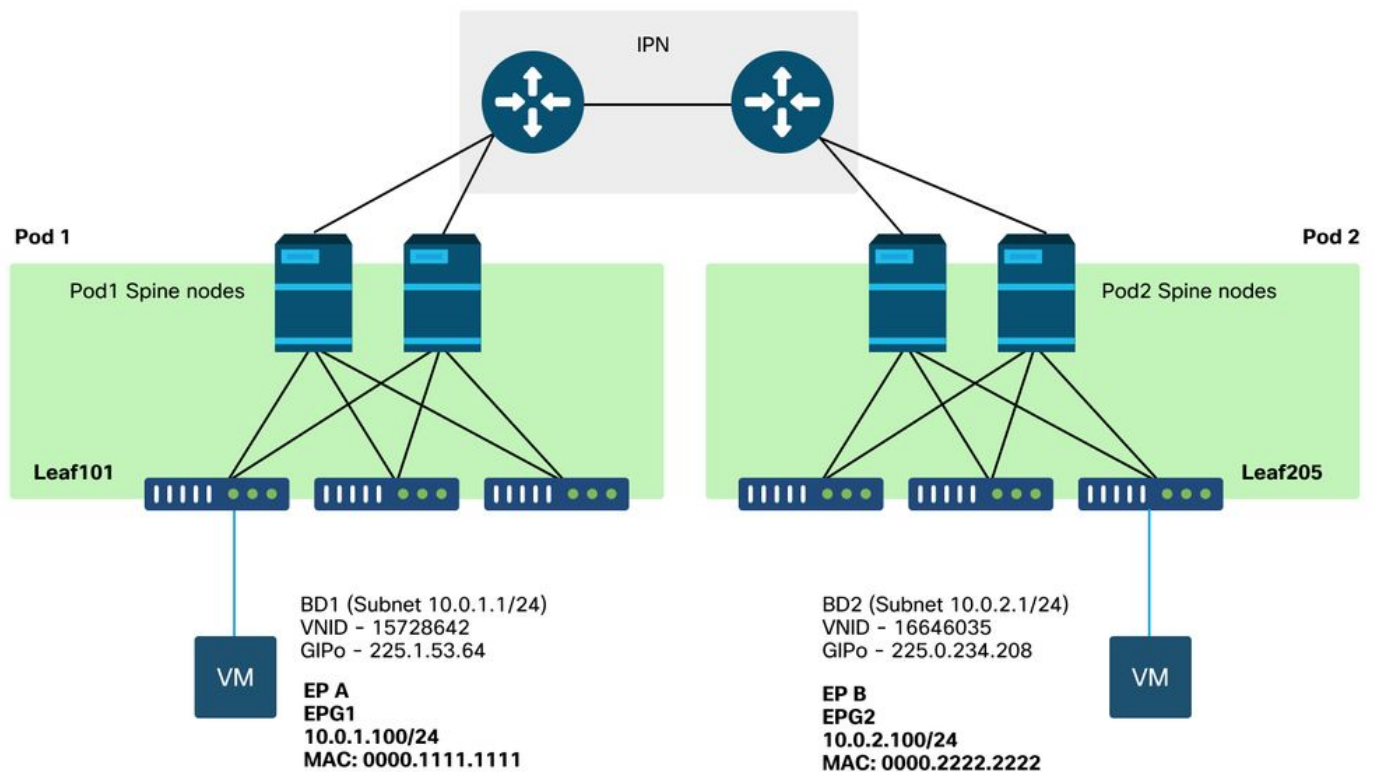 IPN
Pod 1
Pod 2
Pod1 Spine nodes
Pod2 Spine nodes
Leaf101
Leaf205
VM
BD1 (Subnet 10.0.1.1/24)
VNID - 15728642
GIPo - 225.1.53.64
EP A
EPG1
10.0.1.100/24
MAC: 0000.1111.1111
BD2 (Subnet 10.0.2.1/24)
VNID - 16646035
GIPo - 225.0.234.208
EP B
EPG2
10.0.2.100/24
MAC: 0000.2222.2222
VM